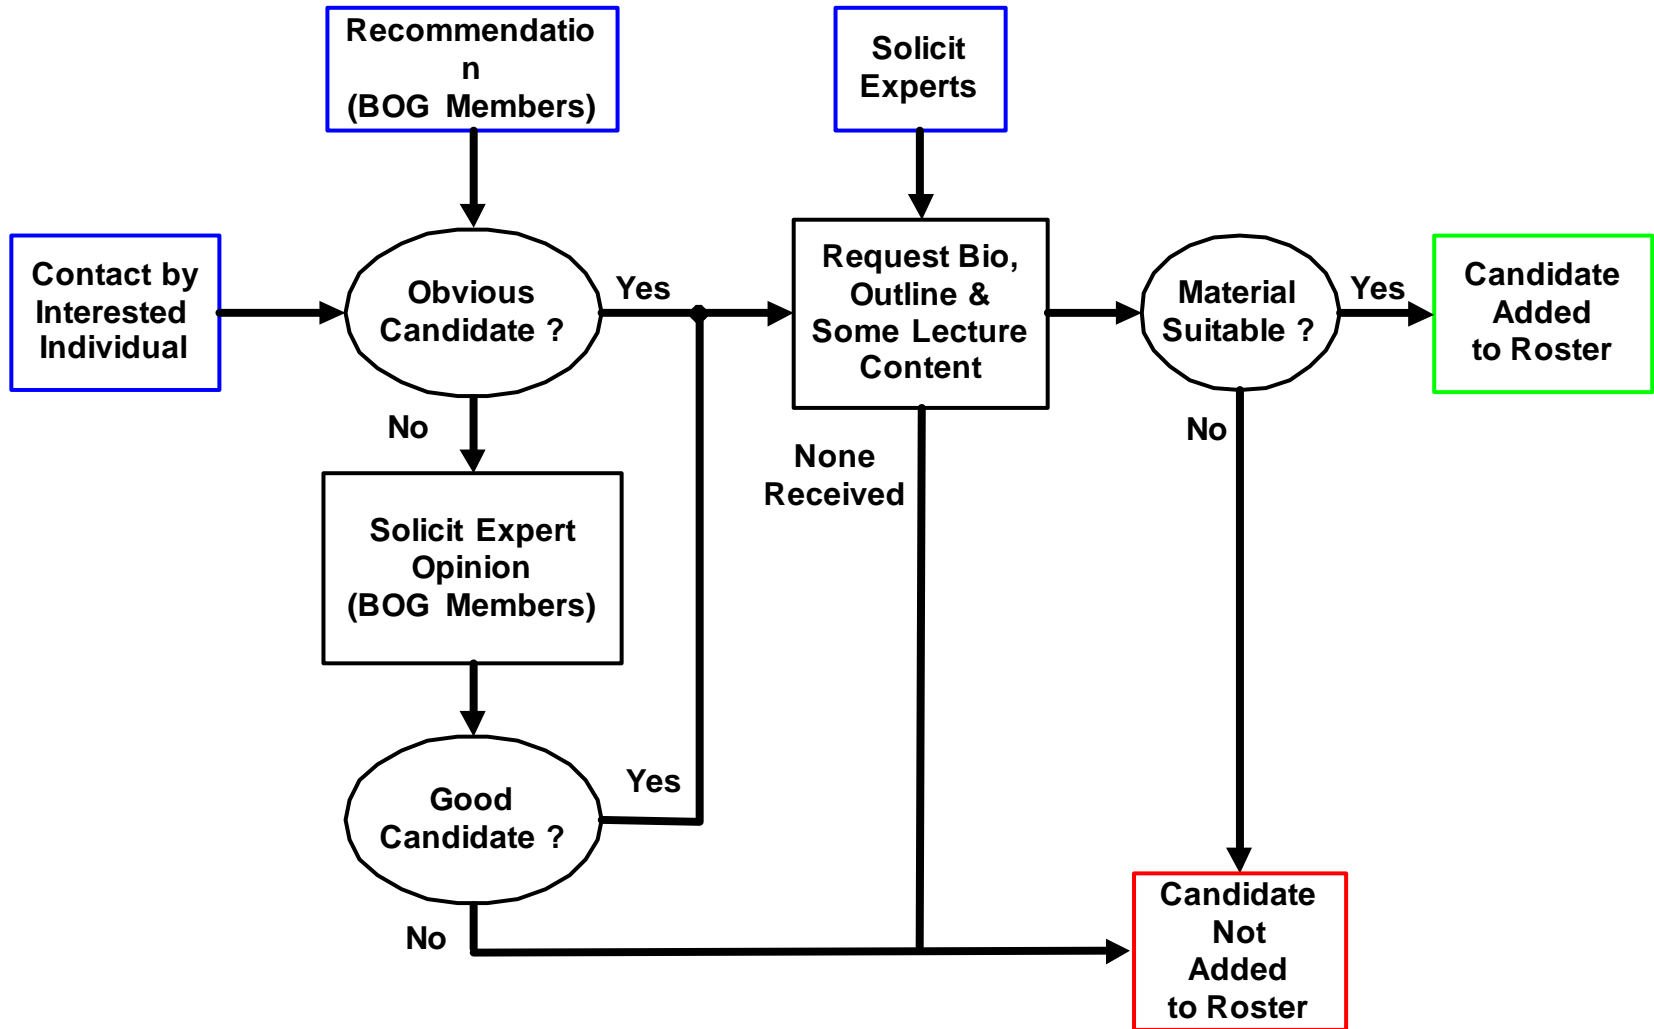 Recommendatio
n
(BOG Members)
Solicit
Experts
Contact by
Interested
Individual
Obvious
Candidate ?
Yes
Request Bio,
Outline &
Some Lecture
Content
Material
Suitable ?
Yes
Candidate
Added
to Roster
No
No
None
Received
Solicit Expert
Opinion
(BOG Members)
Good
Candidate ?
Yes
No
Candidate
Not
Added
to Roster